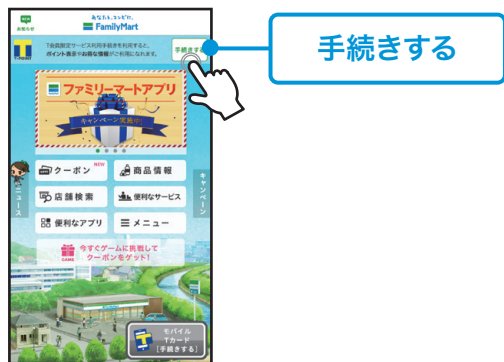 NEW
お知らせ
あなたと、コンビに、
FamilyMart
T会員限定サービス利用手続きを利用すると、
ポイント履歴やお得な情報がご利用になれます。
手続きする
手続きする
T-POINT
ファミリーマートアプリ
キャンペーン実施中!
クーポン
NEW
商品情報
店舗検索
便利なサービス
便利なアプリ
メニュー
ニュース
キャンペーン
GAME
今すぐゲームに挑戦して
クーポンをゲット!
モバイル
Tカード
[手続きする]